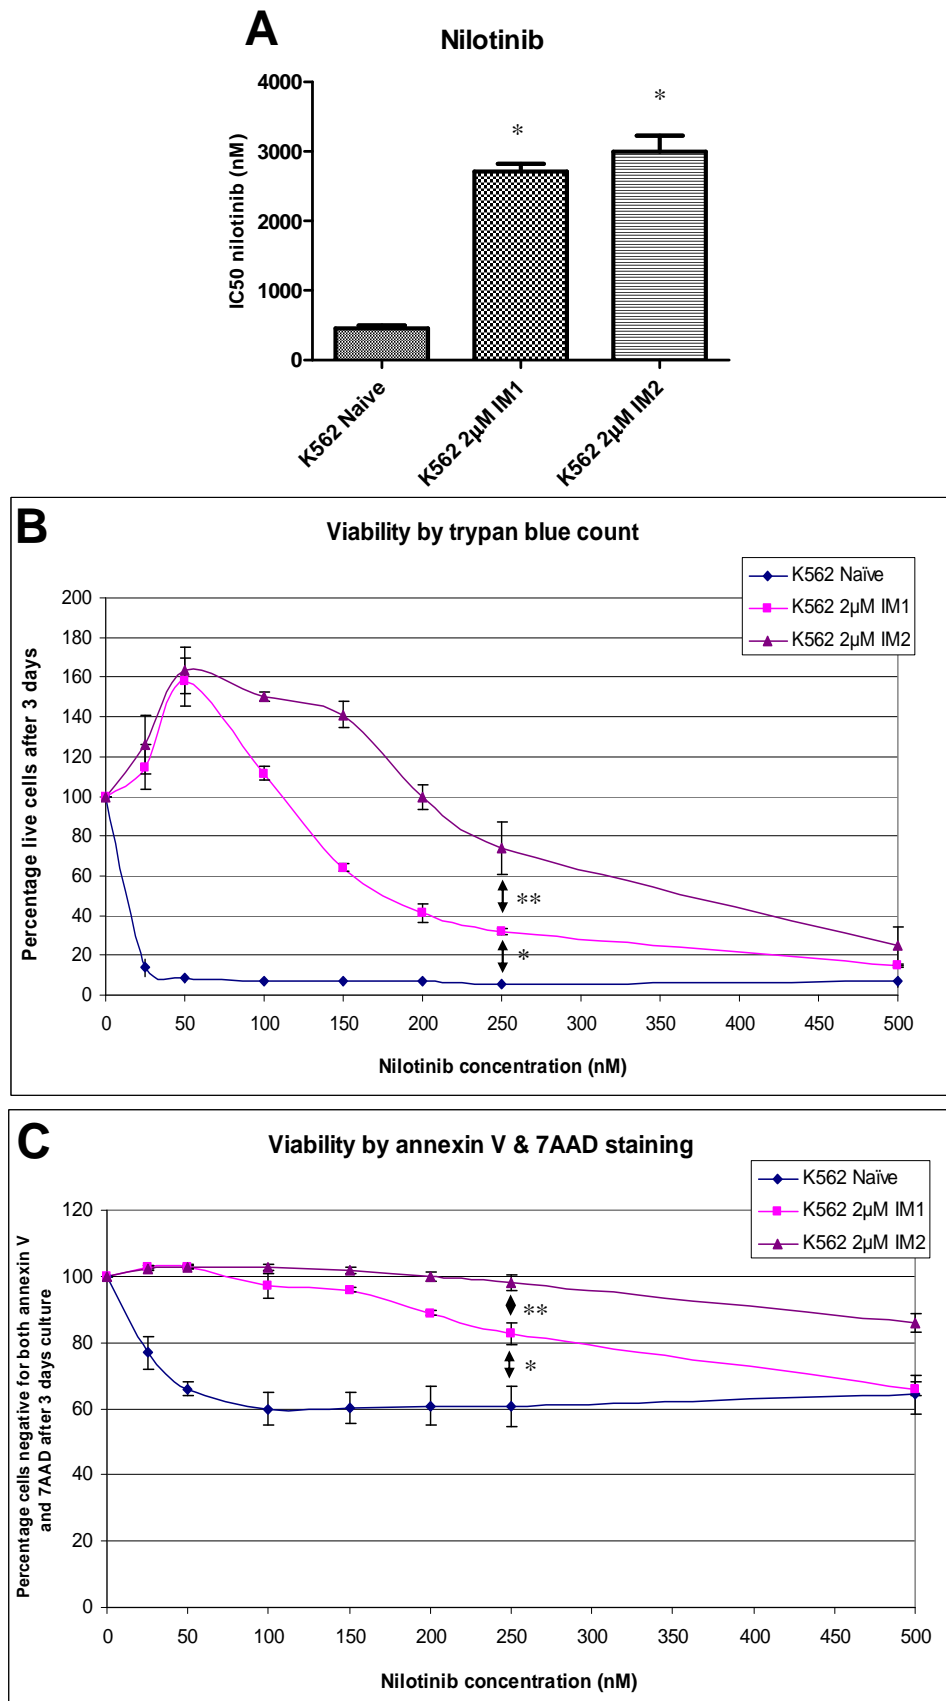 A
Nilotinib
IC50 nilotinib (nM)
4000
3000
2000
1000
0
*
*
K562 Naive
K562 2µM IM1
K562 2µM IM2
B
Viability by trypan blue count
K562 Naïve
K562 2µM IM1
K562 2µM IM2
Percentage live cells after 3 days
200
180
160
140
120
100
80
60
40
20
0
**
*
0 50 100 150 200 250 300 350 400 450 500
Nilotinib concentration (nM)
C
Viability by annexin V & 7AAD staining
K562 Naïve
K562 2µM IM1
K562 2µM IM2
Percentage cells negative for both annexin V
and 7AAD after 3 days culture
120
100
80
60
40
20
0
**
*
0 50 100 150 200 250 300 350 400 450 500
Nilotinib concentration (nM)